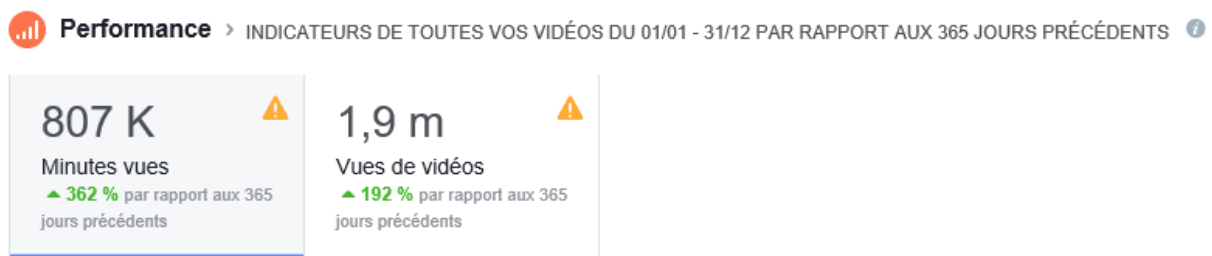 Performance > INDICATEURS DE TOUTES VOS VIDÉOS DU 01/01 - 31/12 PAR RAPPORT AUX 365 JOURS PRÉCÉDENTS
807 K
Minutes vues
362 % par rapport aux 365
jours précédents
1,9 m
Vues de vidéos
192 % par rapport aux 365
jours précédents